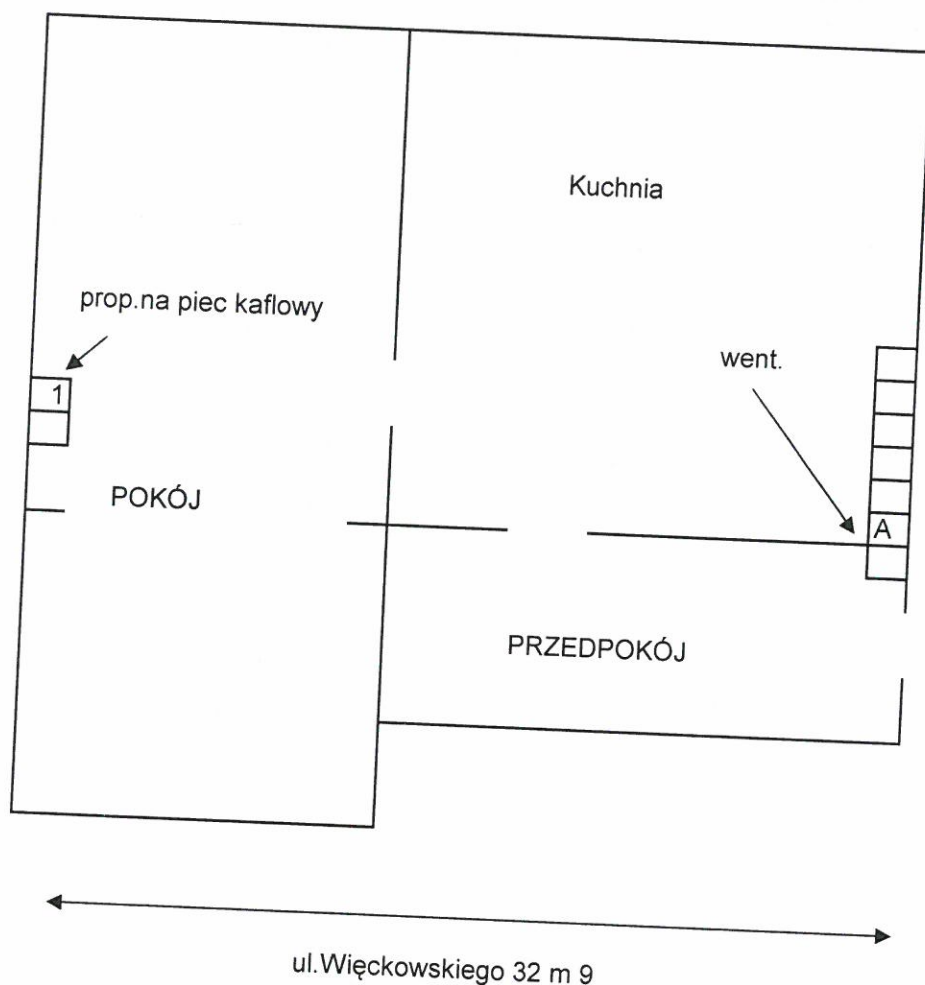 Kuchnia
prop.na piec kaflowy
went.
1
POKÓJ
A
PRZEDPOKÓJ
ul.Więckowskiego 32 m 9